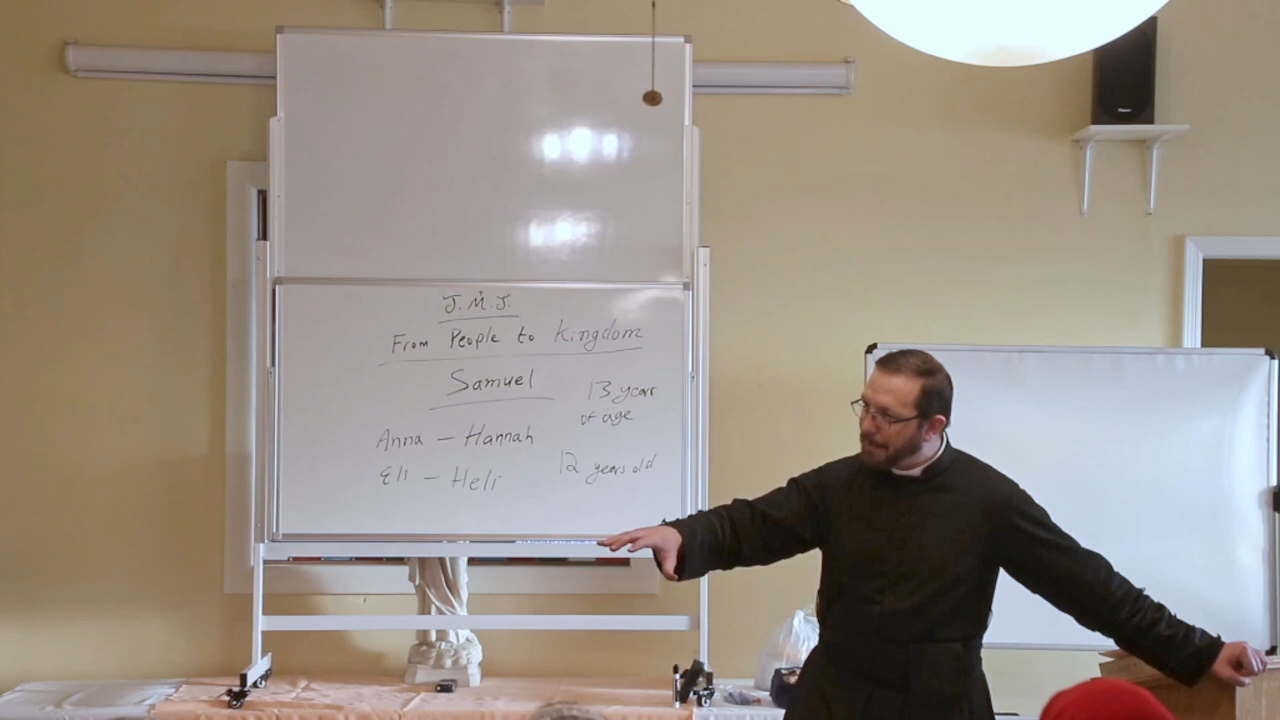 J.M.J.
From People to Kingdom
Samuel
13 years
of age
Anna — Hannah
Eli — Heli
12 years old